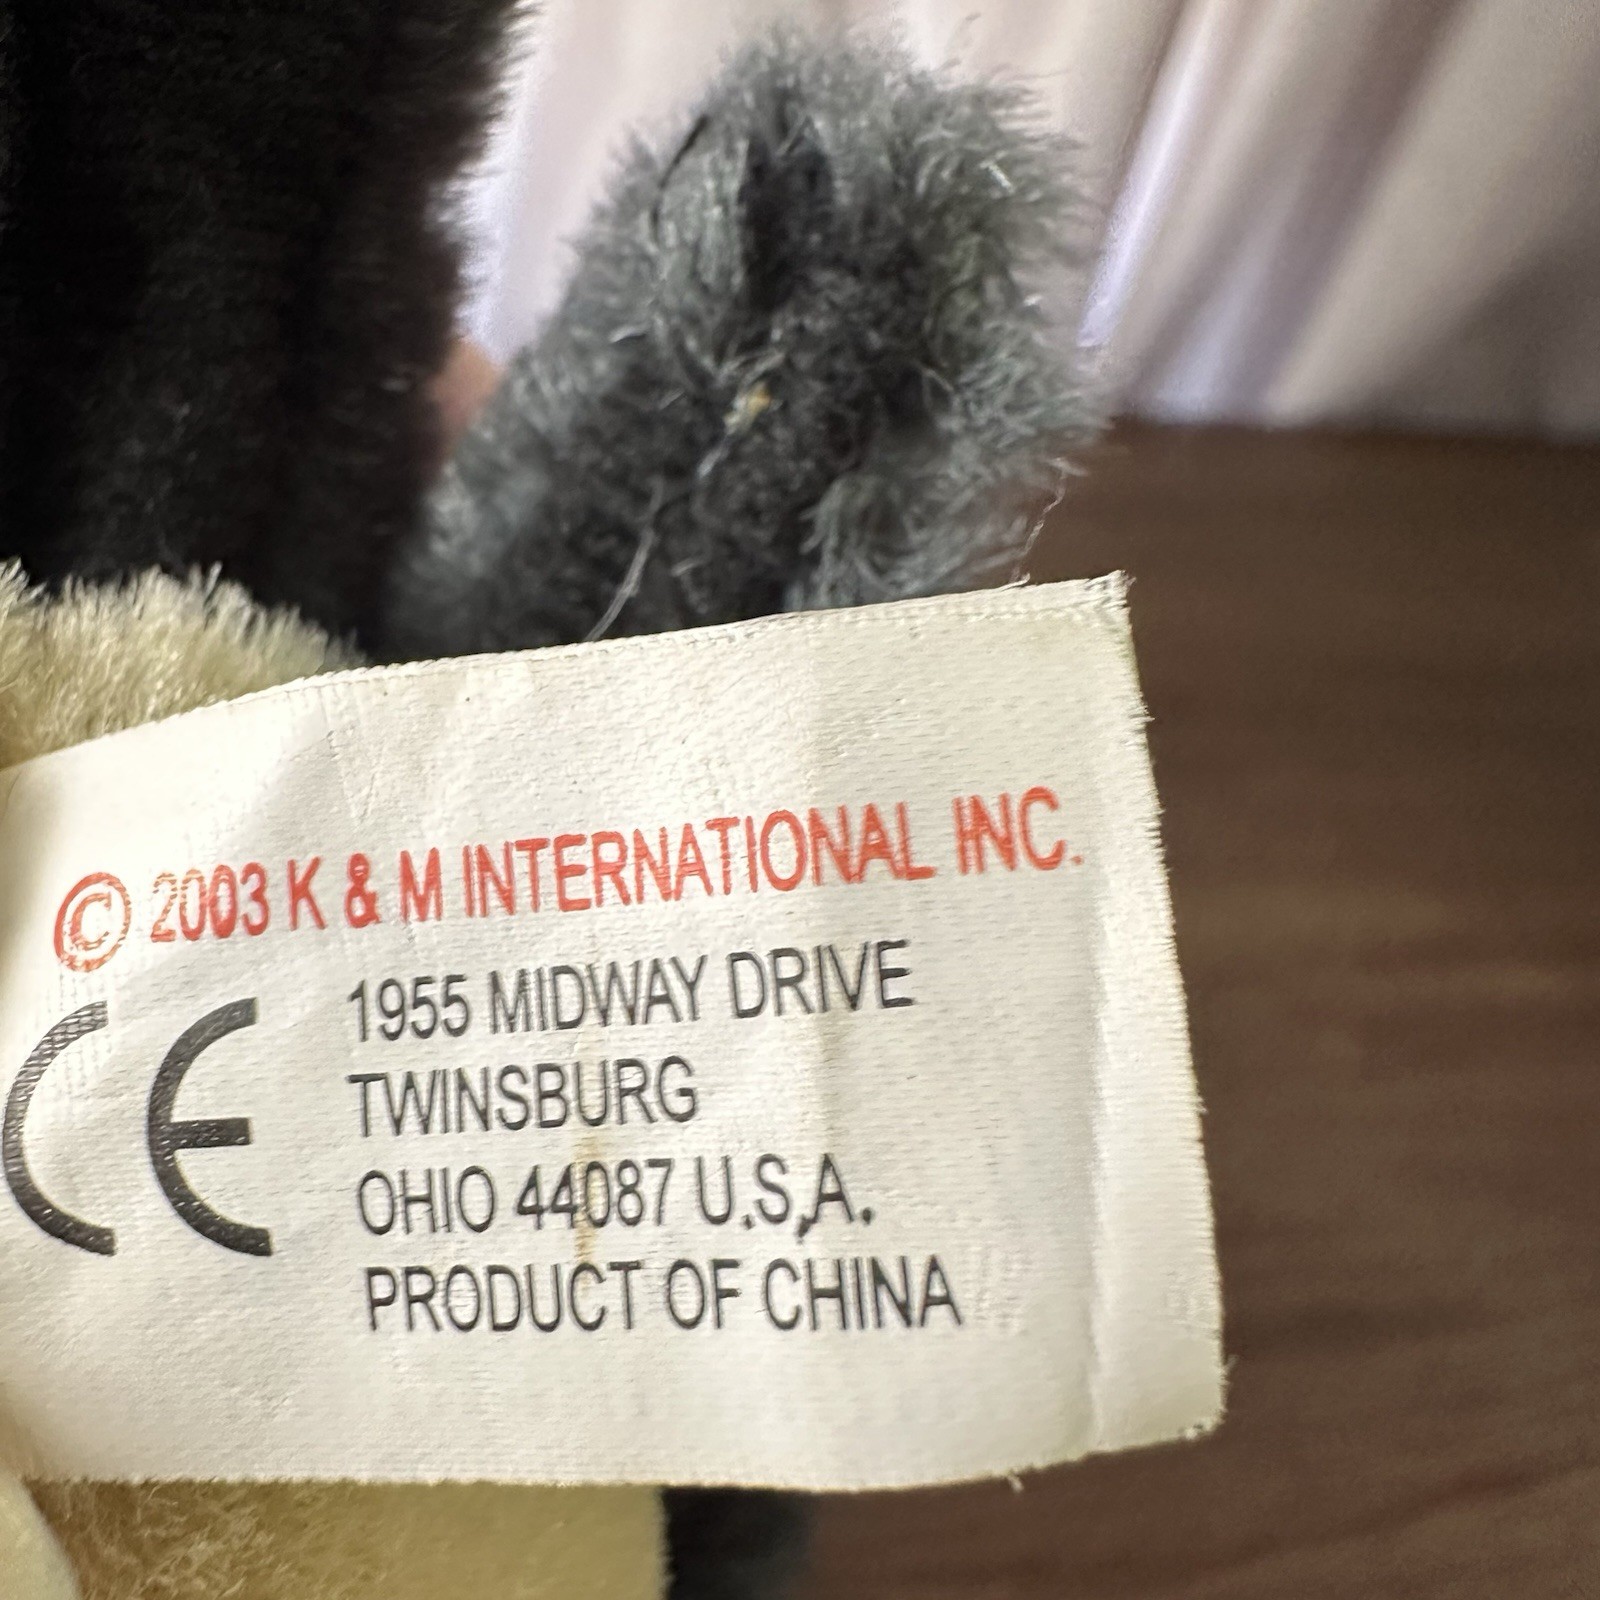 © 2003 K & M INTERNATIONAL INC.
CE
1955 MIDWAY DRIVE
TWINSBURG
OHIO 44087 U.S.A.
PRODUCT OF CHINA